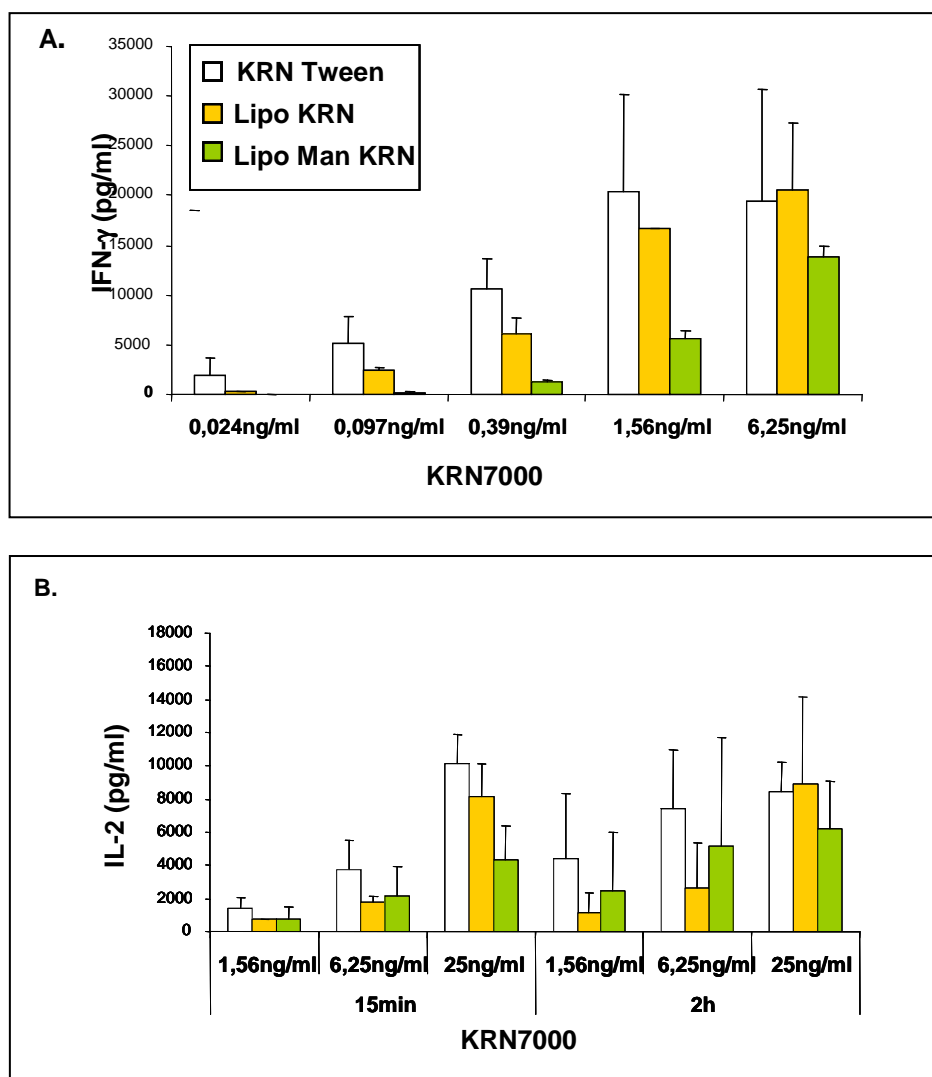 A.
35000
30000
25000
20000
15000
10000
5000
0
IFN-γ (pg/ml)
KRN Tween
Lipo KRN
Lipo Man KRN
0,024ng/ml 0,097ng/ml 0,39ng/ml 1,56ng/ml 6,25ng/ml
KRN7000
B.
18000
16000
14000
12000
10000
8000
6000
4000
2000
0
IL-2 (pg/ml)
1,56ng/ml 6,25ng/ml 25ng/ml 1,56ng/ml 6,25ng/ml 25ng/ml
15min 2h
KRN7000